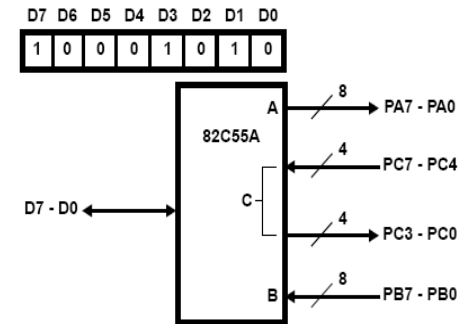 D7 D6 D5 D4 D3 D2 D1 D0
1 0 0 0 1 0 1 0
8
A
PA7 - PA0
82C55A
4
PC7 - PC4
C
D7 - D0
4
PC3 - PC0
8
B
PB7 - PB0